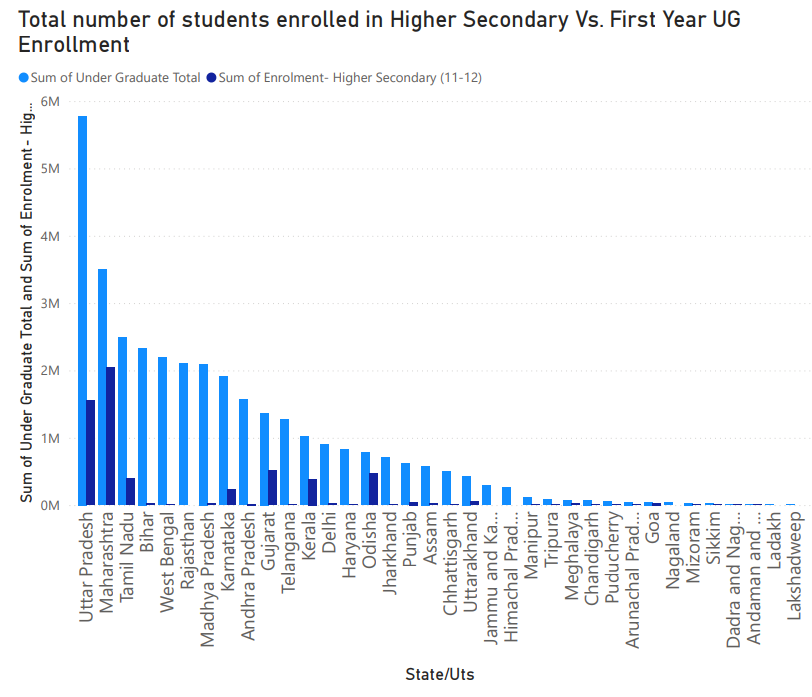 Total number of students enrolled in Higher Secondary Vs. First Year UG
Enrollment
Sum of Under Graduate Total
Sum of Enrolment- Higher Secondary (11-12)
Sum of Under Graduate Total and Sum of Enrolment- Hig...
6M
5M
4M
3M
2M
1M
0M
Uttar Pradesh
Maharashtra
Tamil Nadu
Bihar
West Bengal
Rajasthan
Madhya Pradesh
Karnataka
Andhra Pradesh
Gujarat
Telangana
Kerala
Delhi
Haryana
Odisha
Jharkhand
Punjab
Assam
Chhattisgarh
Uttarakhand
Jammu and Ka...
Himachal Prad...
Manipur
Tripura
Meghalaya
Chandigarh
Puducherry
Arunachal Prad...
Goa
Nagaland
Mizoram
Sikkim
Dadra and Nag...
Andaman and ...
Ladakh
Lakshadweep
State/Uts